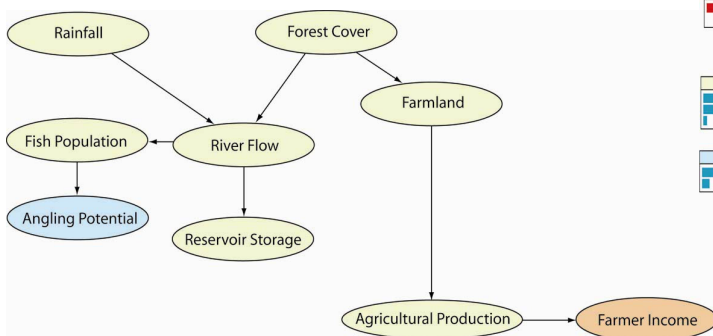 Rainfall
Forest Cover
Farmland
Fish Population
River Flow
Angling Potential
Reservoir Storage
Agricultural Production
Farmer Income